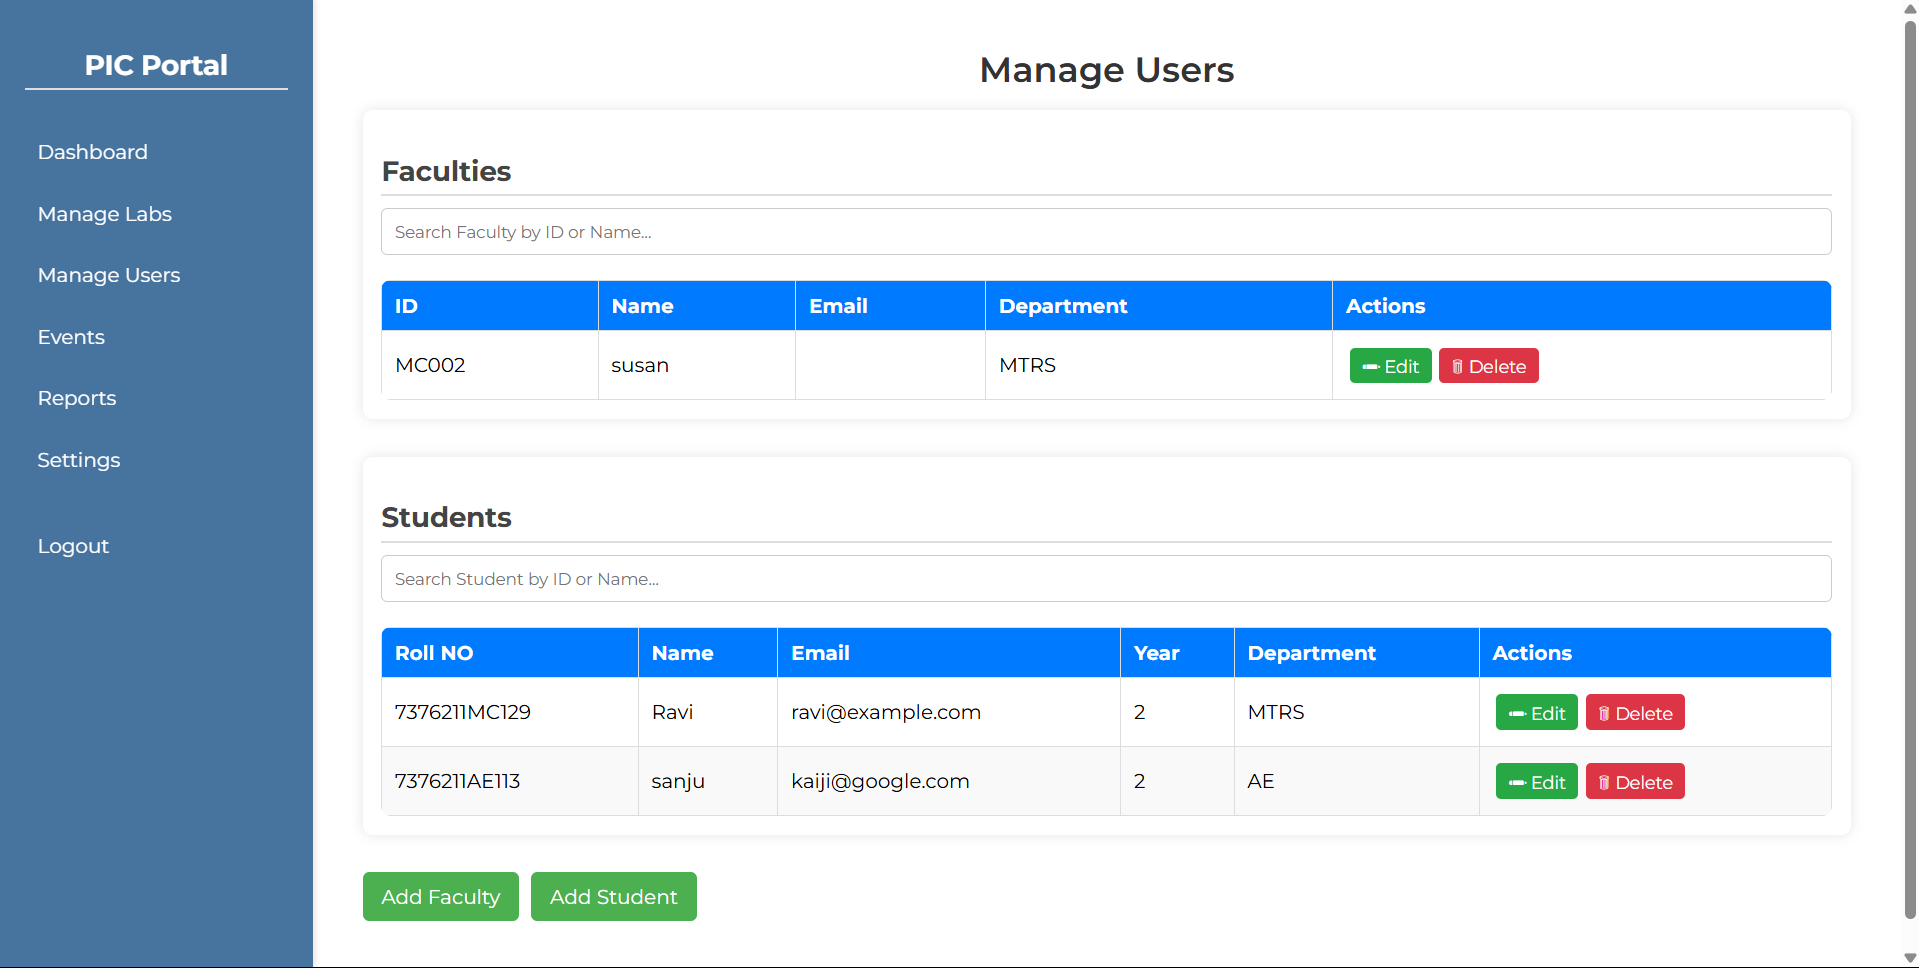 PIC Portal
Dashboard
Manage Labs
Manage Users
Events
Reports
Settings
Logout
Manage Users
Faculties
Search Faculty by ID or Name...
ID Name Email Department Actions
MC002 susan MTRS Edit Delete
Students
Search Student by ID or Name...
Roll NO Name Email Year Department Actions
7376211MC129 Ravi ravi@example.com 2 MTRS Edit Delete
7376211AE113 sanju kaiji@google.com 2 AE Edit Delete
Add Faculty Add Student